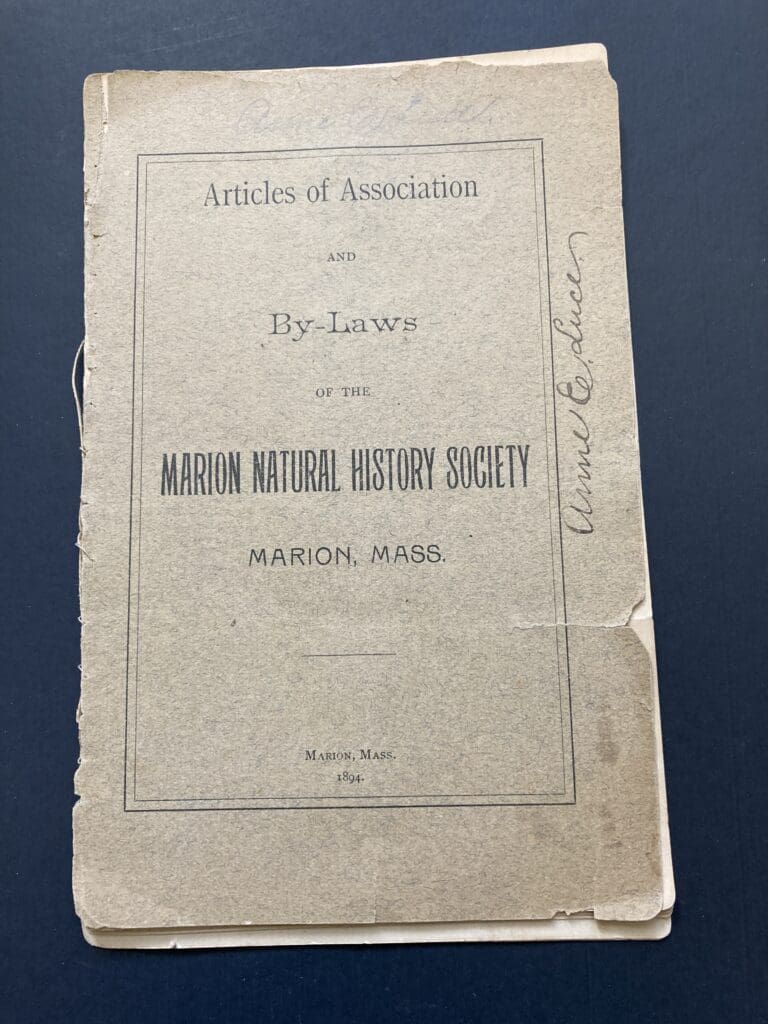 Anne E.
Articles of Association
AND
By-Laws
OF THE
MARION NATURAL HISTORY SOCIETY
MARION, MASS.
MARION, MASS.
1894.
Anne E. Luce.